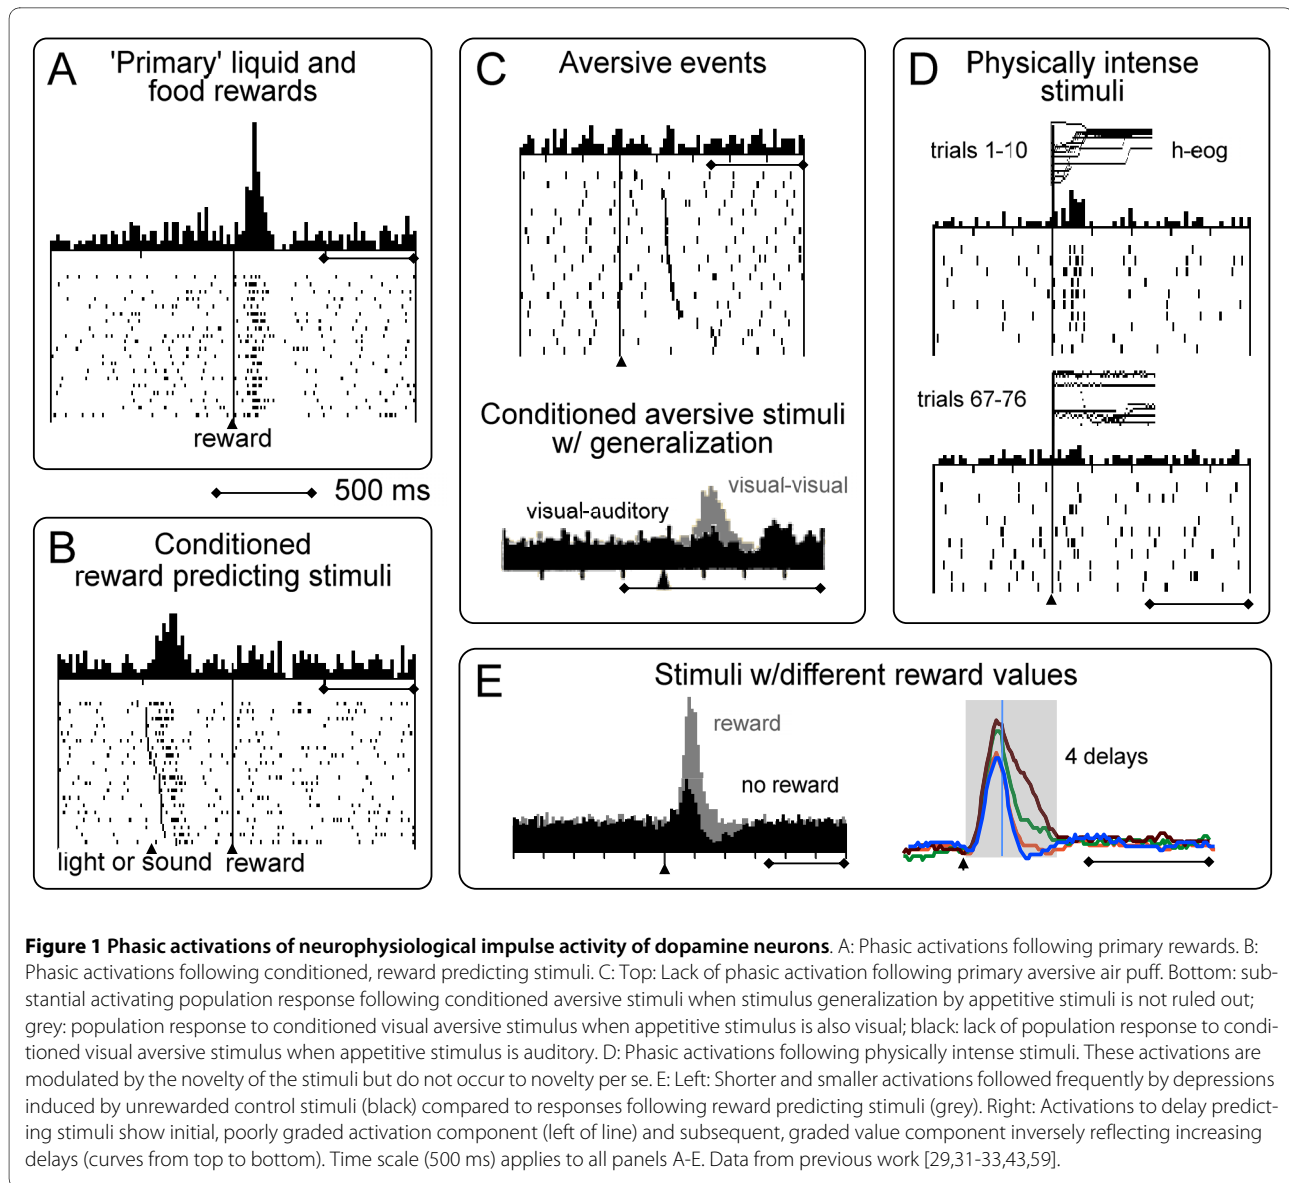 A
'Primary' liquid and
food rewards
reward
500 ms
B
Conditioned
reward predicting stimuli
light or sound
reward
C
Aversive events
Conditioned aversive stimuli
w/ generalization
visual-visual
visual-auditory
D
Physically intense
stimuli
trials 1-10
h-eog
trials 67-76
E
Stimuli w/different reward values
reward
no reward
4 delays
Figure 1 Phasic activations of neurophysiological impulse activity of dopamine neurons. A: Phasic activations following primary rewards. B:
Phasic activations following conditioned, reward predicting stimuli. C: Top: Lack of phasic activation following primary aversive air puff. Bottom: sub-
stantial activating population response following conditioned aversive stimuli when stimulus generalization by appetitive stimuli is not ruled out;
grey: population response to conditioned visual aversive stimulus when appetitive stimulus is also visual; black: lack of population response to condi-
tioned visual aversive stimulus when appetitive stimulus is auditory. D: Phasic activations following physically intense stimuli. These activations are
modulated by the novelty of the stimuli but do not occur to novelty per se. E: Left: Shorter and smaller activations followed frequently by depressions
induced by unrewarded control stimuli (black) compared to responses following reward predicting stimuli (grey). Right: Activations to delay predict-
ing stimuli show initial, poorly graded activation component (left of line) and subsequent, graded value component inversely reflecting increasing
delays (curves from top to bottom). Time scale (500 ms) applies to all panels A-E. Data from previous work [29,31-33,43,59].